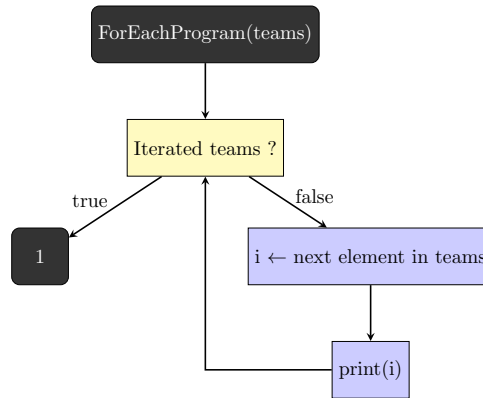 ForEachProgram(teams)
Iterated teams ?
true
false
1
i ← next element in teams
print(i)